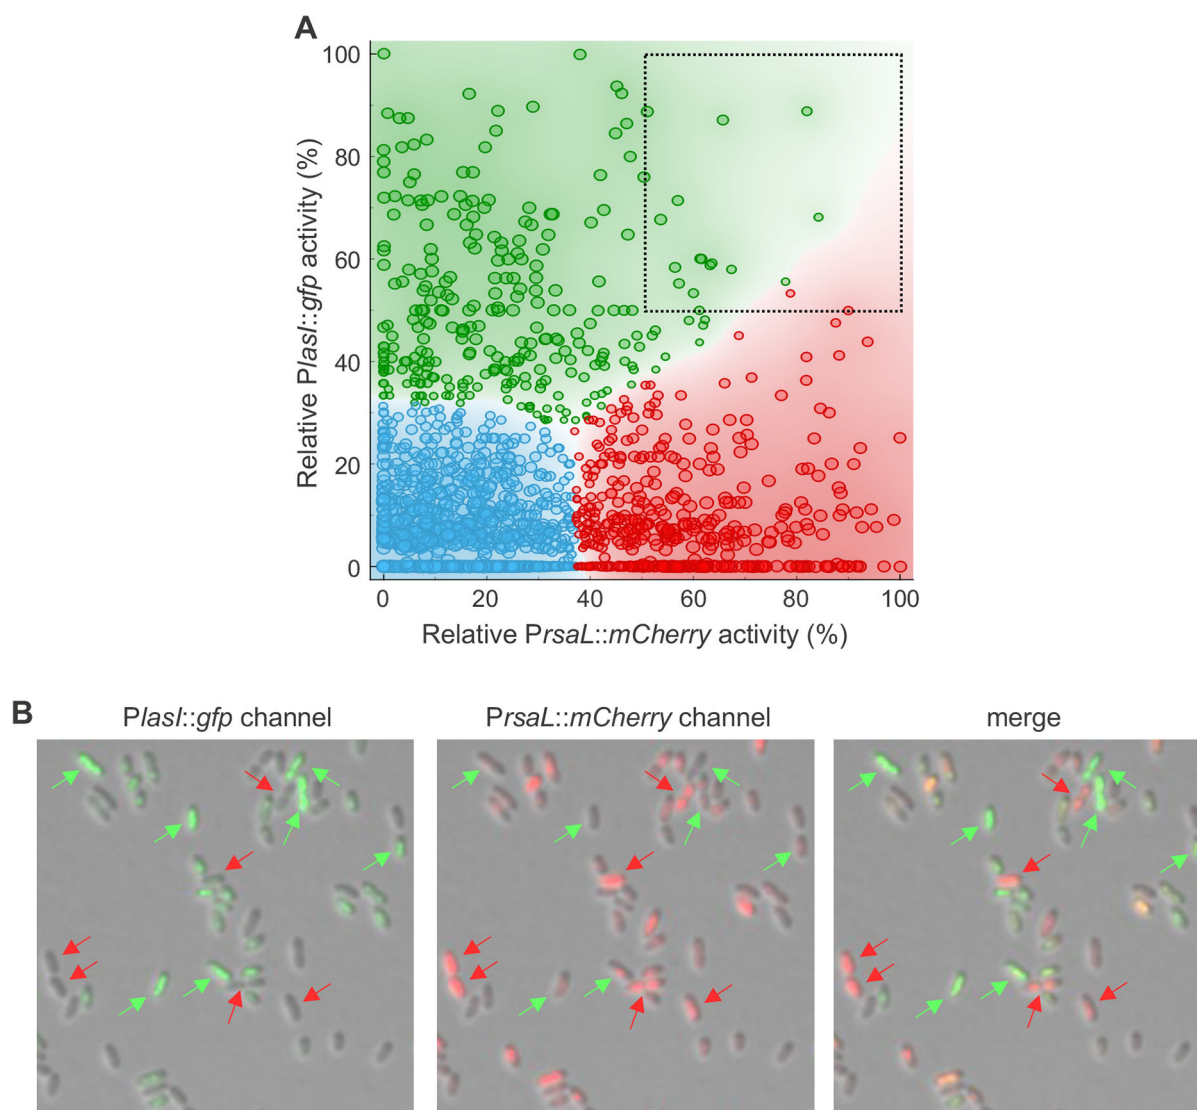 A
100
80
60
40
20
0
Relative PlasI::gfp activity (%)
0 20 40 60 80 100
Relative PrsaL::mCherry activity (%)
B
PlasI::gfp channel
PrsaL::mCherry channel
merge